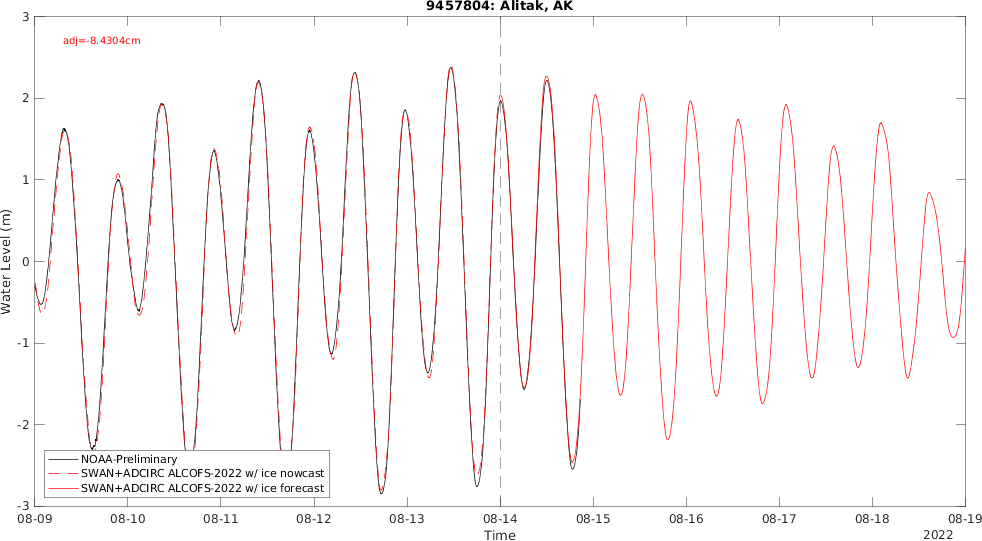 9457804: Alitak, AK
adj=-8.4304cm
Water Level (m)
3
2
1
0
-1
-2
-3
NOAA-Preliminary
SWAN+ADCIRC ALCOFS-2022 w/ ice nowcast
SWAN+ADCIRC ALCOFS-2022 w/ ice forecast
08-09 08-10 08-11 08-12 08-13 08-14 08-15 08-16 08-17 08-18 08-19
Time
2022